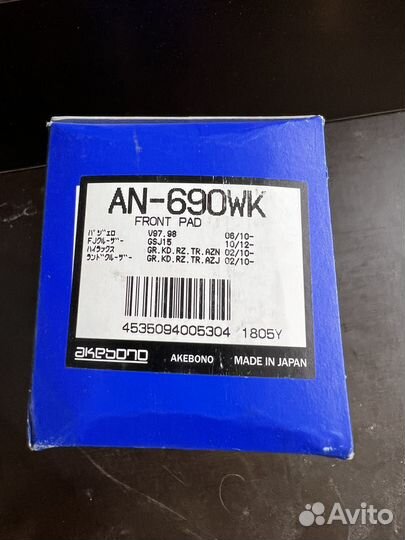 AN-690WK
FRONT PAD
パジェロ V97.98 06/10-
FJクルーザー GSJ15 10/12-
ハイラックス GR.KD.RZ.TR.AZN 02/10-
ランドクルーザー GR.KD.RZ.TR.AZJ 02/10-
4535094005304 1805Y
akebono AKEBONO MADE IN JAPAN
Avito